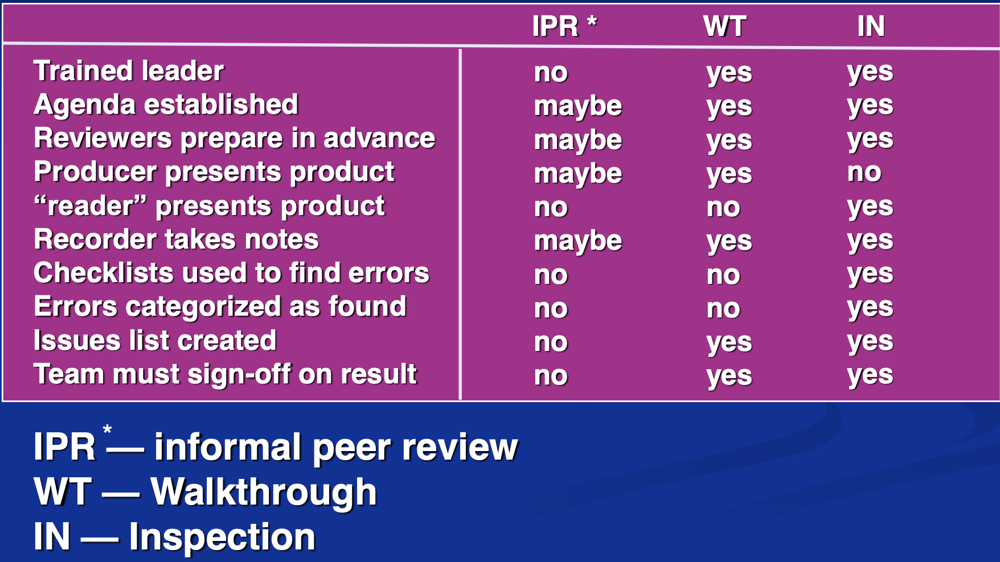 IPR * WT IN
Trained leader no yes yes
Agenda established maybe yes yes
Reviewers prepare in advance maybe yes yes
Producer presents product maybe yes no
“reader” presents product no no yes
Recorder takes notes maybe yes yes
Checklists used to find errors no no yes
Errors categorized as found no no yes
Issues list created no yes yes
Team must sign-off on result no yes yes
IPR *— informal peer review
WT — Walkthrough
IN — Inspection